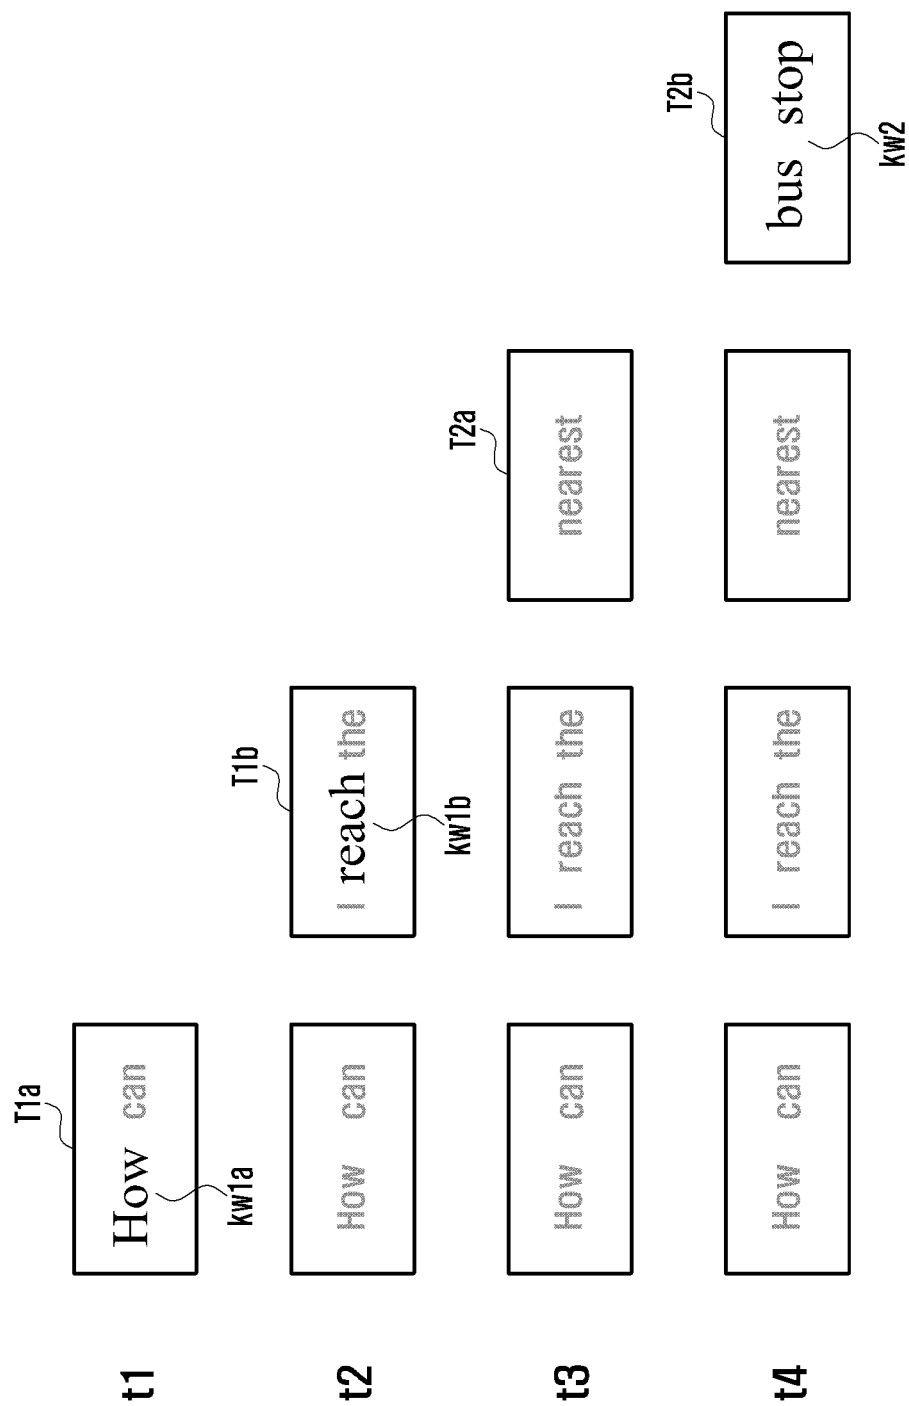 T1a
t1 How can
kw1a
T1b
t2 How can I reach the
kw1b
T2a
t3 How can I reach the nearest
T2b
t4 How can I reach the nearest bus stop
kw2